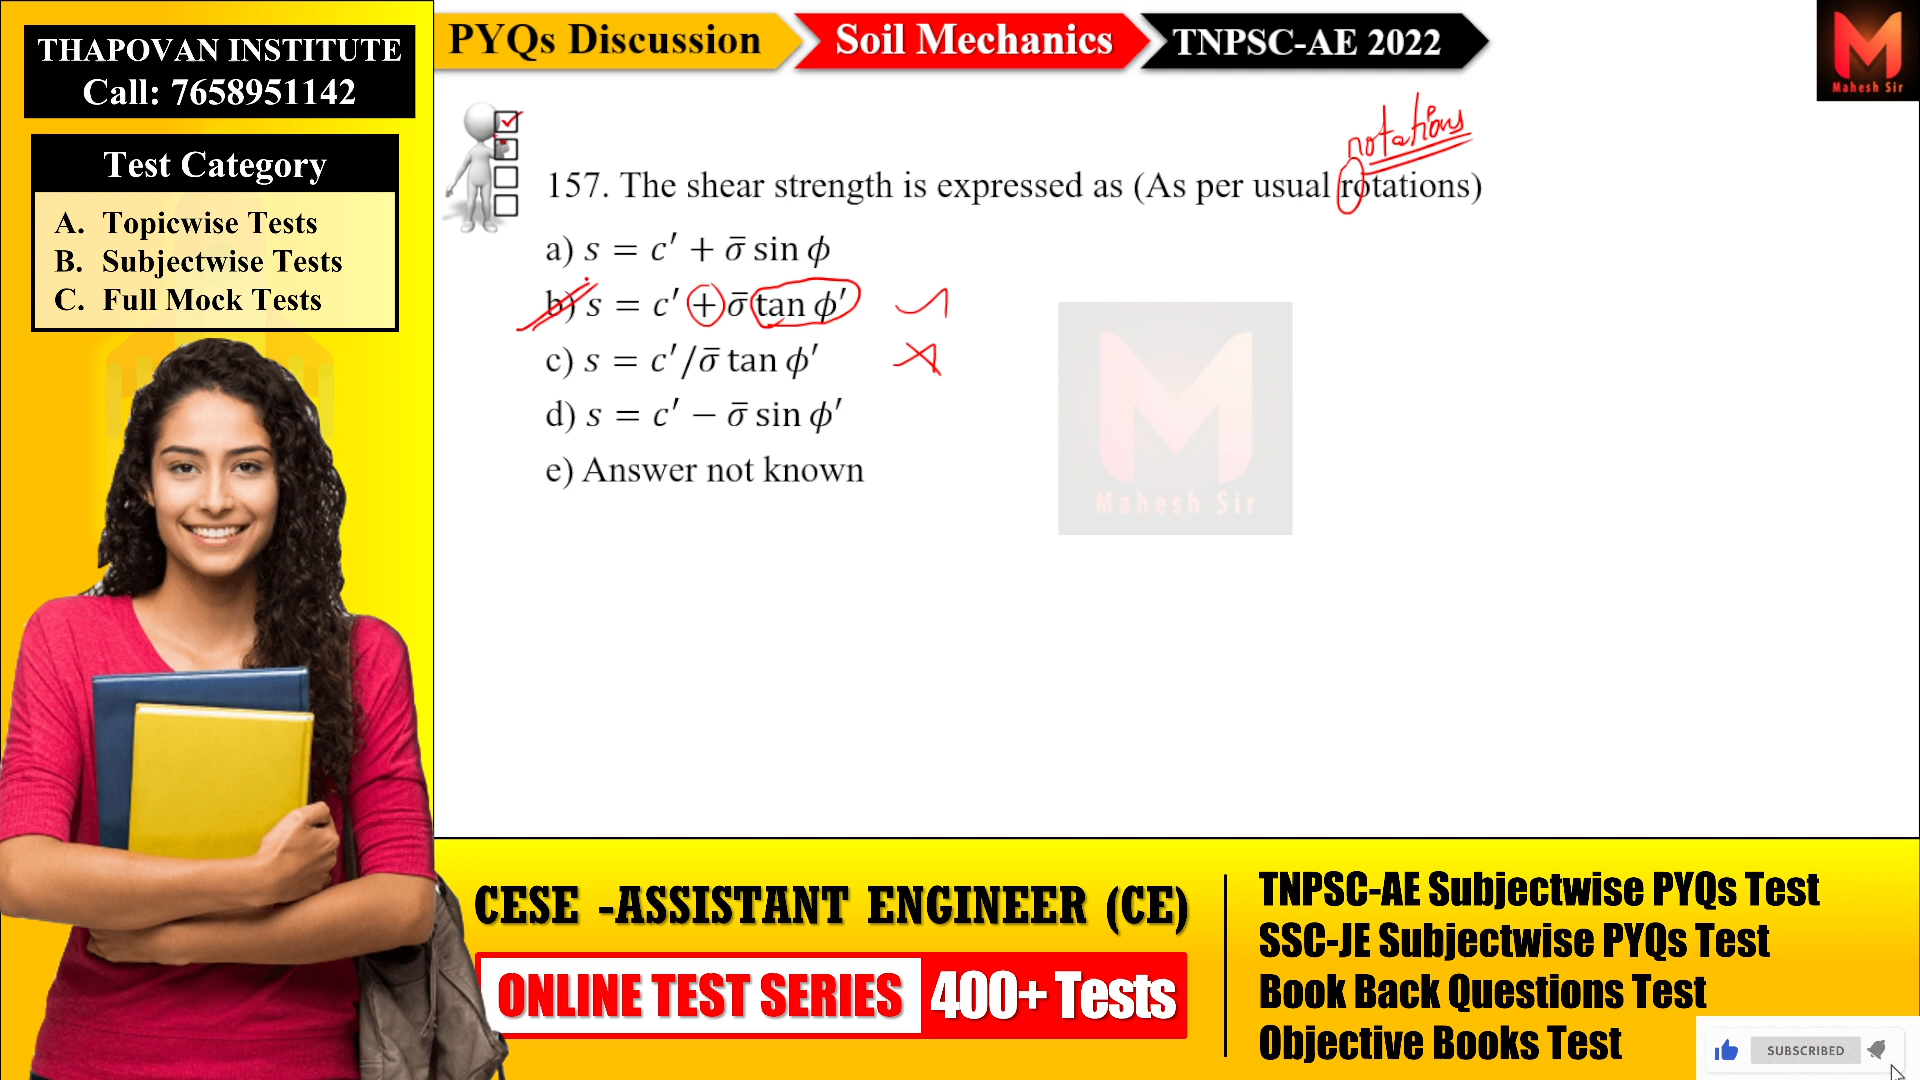 THAPOVAN INSTITUTE
Call: 7658951142
Test Category
A. Topicwise Tests
B. Subjectwise Tests
C. Full Mock Tests
PYQs Discussion
Soil Mechanics
TNPSC-AE 2022
Mahesh Sir
notations
157. The shear strength is expressed as (As per usual rotations)
a) s = c′ + σ̄ sin ϕ
b) s = c′ + σ̄ tan ϕ′
c) s = c′/σ̄ tan ϕ′
d) s = c′ − σ̄ sin ϕ′
e) Answer not known
Mahesh Sir
CESE -ASSISTANT ENGINEER (CE)
ONLINE TEST SERIES 400+ Tests
TNPSC-AE Subjectwise PYQs Test
SSC-JE Subjectwise PYQs Test
Book Back Questions Test
Objective Books Test
SUBSCRIBED